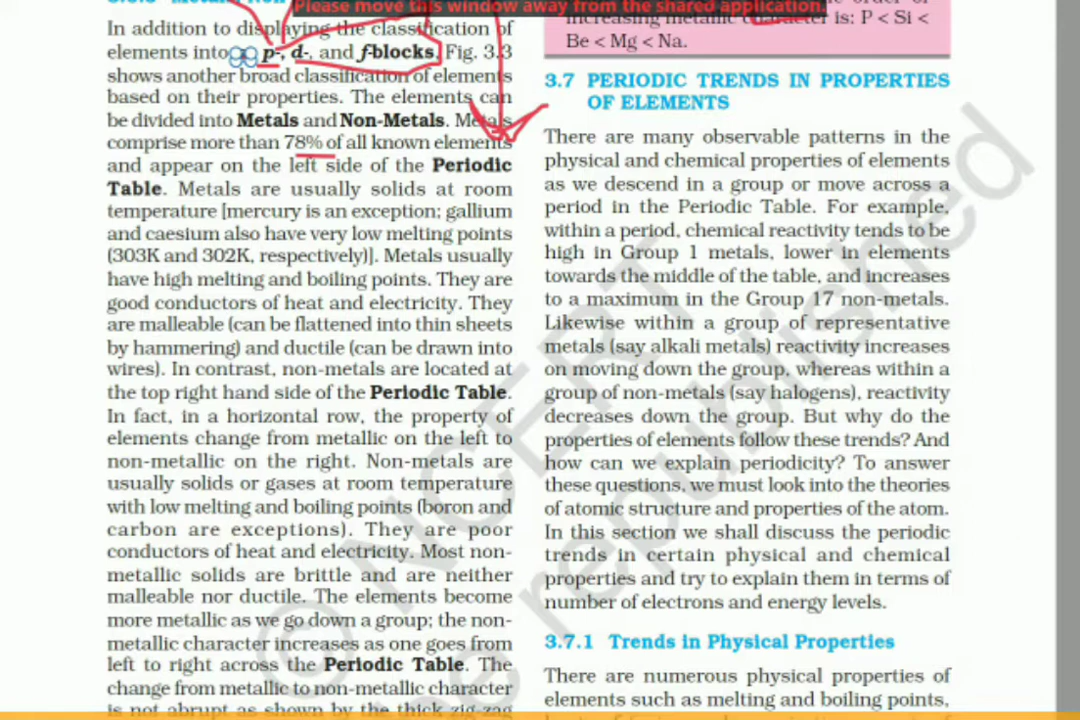 Please move this window away from the shared application
In addition to displaying the classification of
elements into s-, p-, d-, and f-blocks, Fig. 3.3
shows another broad classification of elements
based on their properties. The elements can
be divided into Metals and Non-Metals. Metals
comprise more than 78% of all known elements
and appear on the left side of the Periodic
Table. Metals are usually solids at room
temperature [mercury is an exception; gallium
and caesium also have very low melting points
(303K and 302K, respectively)]. Metals usually
have high melting and boiling points. They are
good conductors of heat and electricity. They
are malleable (can be flattened into thin sheets
by hammering) and ductile (can be drawn into
wires). In contrast, non-metals are located at
the top right hand side of the Periodic Table.
In fact, in a horizontal row, the property of
elements change from metallic on the left to
non-metallic on the right. Non-metals are
usually solids or gases at room temperature
with low melting and boiling points (boron and
carbon are exceptions). They are poor
conductors of heat and electricity. Most non-
metallic solids are brittle and are neither
malleable nor ductile. The elements become
more metallic as we go down a group; the non-
metallic character increases as one goes from
left to right across the Periodic Table. The
change from metallic to non-metallic character
is not abrupt as shown by the thick zig-zag
increasing metallic character is: P < Si <
Be < Mg < Na.
3.7 PERIODIC TRENDS IN PROPERTIES
OF ELEMENTS
There are many observable patterns in the
physical and chemical properties of elements
as we descend in a group or move across a
period in the Periodic Table. For example,
within a period, chemical reactivity tends to be
high in Group 1 metals, lower in elements
towards the middle of the table, and increases
to a maximum in the Group 17 non-metals.
Likewise within a group of representative
metals (say alkali metals) reactivity increases
on moving down the group, whereas within a
group of non-metals (say halogens), reactivity
decreases down the group. But why do the
properties of elements follow these trends? And
how can we explain periodicity? To answer
these questions, we must look into the theories
of atomic structure and properties of the atom.
In this section we shall discuss the periodic
trends in certain physical and chemical
properties and try to explain them in terms of
number of electrons and energy levels.
3.7.1 Trends in Physical Properties
There are numerous physical properties of
elements such as melting and boiling points,
© NCERT
be republished